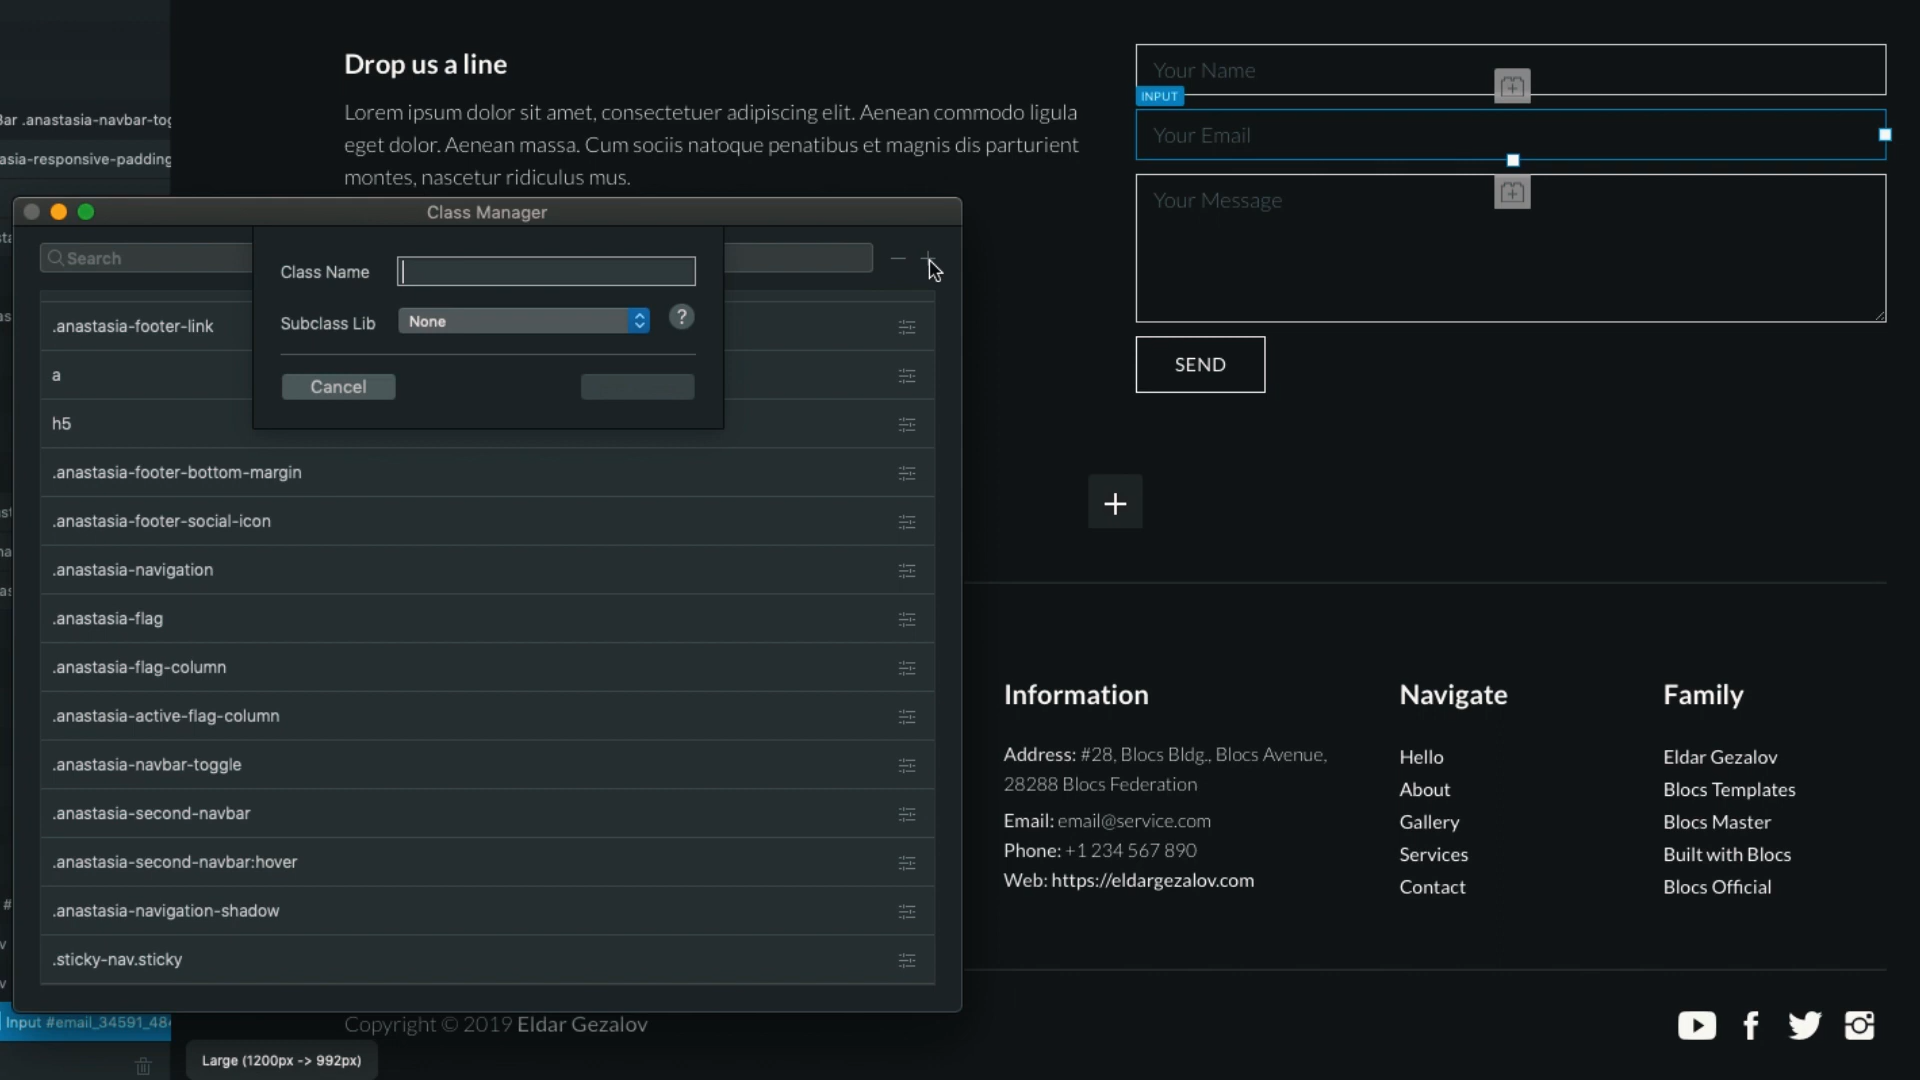 Bar .anastasia-navbar-tog
asia-responsive-padding
Drop us a line
Lorem ipsum dolor sit amet, consectetuer adipiscing elit. Aenean commodo ligula
eget dolor. Aenean massa. Cum sociis natoque penatibus et magnis dis parturient
montes, nascetur ridiculus mus.
Your Name
INPUT
Your Email
Your Message
SEND
Class Manager
Search
Class Name
Subclass Lib
None
?
Cancel
.anastasia-footer-link
a
h5
.anastasia-footer-bottom-margin
.anastasia-footer-social-icon
.anastasia-navigation
.anastasia-flag
.anastasia-flag-column
.anastasia-active-flag-column
.anastasia-navbar-toggle
.anastasia-second-navbar
.anastasia-second-navbar:hover
.anastasia-navigation-shadow
.sticky-nav.sticky
Information
Address: #28, Blocs Bldg., Blocs Avenue,
28288 Blocs Federation
Email: email@service.com
Phone: +1 234 567 890
Web: https://eldargezalov.com
Navigate
Hello
About
Gallery
Services
Contact
Family
Eldar Gezalov
Blocs Templates
Blocs Master
Built with Blocs
Blocs Official
Input #email_34591_48
Copyright © 2019 Eldar Gezalov
Large (1200px -> 992px)